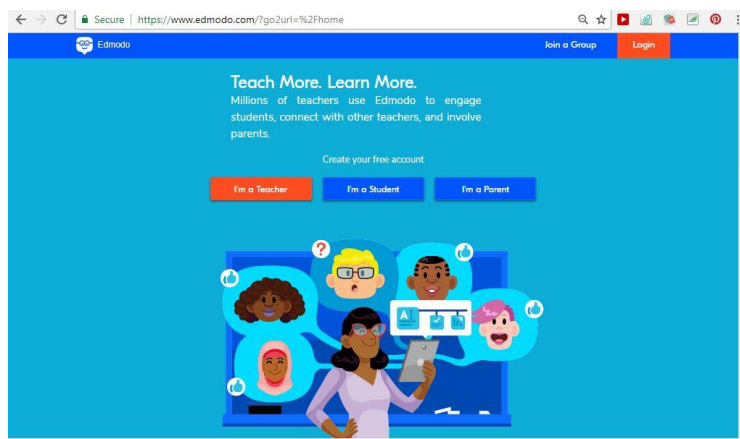 Secure | https://www.edmodo.com/?go2url=%2Fhome
Edmodo
Join a Group
Login
Teach More. Learn More.
Millions of teachers use Edmodo to engage
students, connect with other teachers, and involve
parents.
Create your free account
I'm a Teacher
I'm a Student
I'm a Parent
?
A